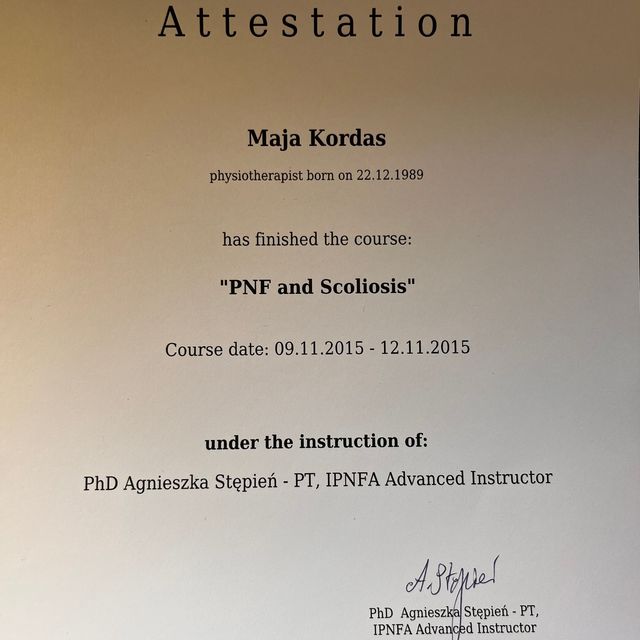 Attestation
Maja Kordas
physiotherapist born on 22.12.1989
has finished the course:
"PNF and Scoliosis"
Course date: 09.11.2015 - 12.11.2015
under the instruction of:
PhD Agnieszka Stępień - PT, IPNFA Advanced Instructor
A. Stępień
PhD Agnieszka Stępień - PT,
IPNFA Advanced Instructor